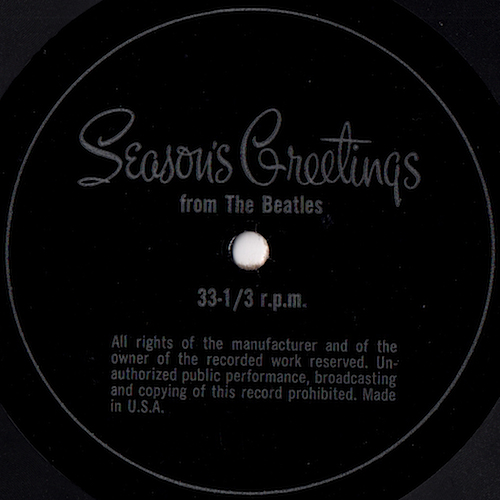 Season's Greetings
from The Beatles
33-1/3 r.p.m.
All rights of the manufacturer and of the
owner of the recorded work reserved. Un-
authorized public performance, broadcasting
and copying of this record prohibited. Made
in U.S.A.